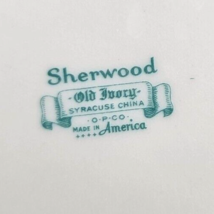 Sherwood
Old Ivory
SYRACUSE CHINA
·O·P·CO·
MADE IN America